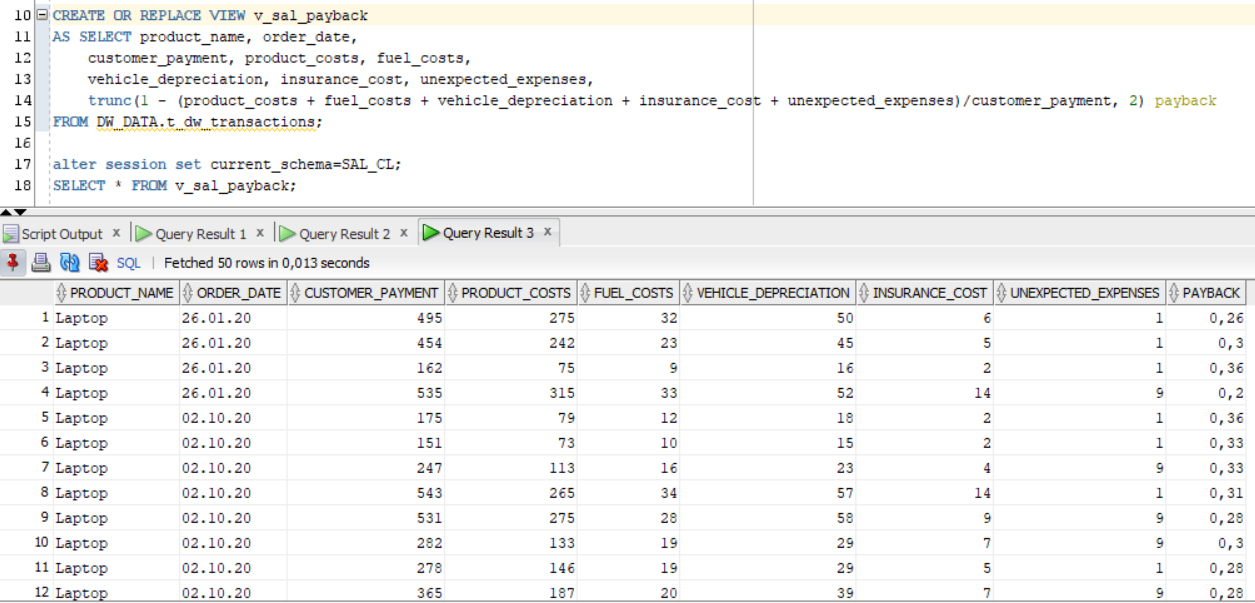 10 CREATE OR REPLACE VIEW v_sal_payback
11 AS SELECT product_name, order_date,
12 customer_payment, product_costs, fuel_costs,
13 vehicle_depreciation, insurance_cost, unexpected_expenses,
14 trunc(1 - (product_costs + fuel_costs + vehicle_depreciation + insurance_cost + unexpected_expenses)/customer_payment, 2) payback
15 FROM DW_DATA.t_dw_transactions;
16
17 alter session set current_schema=SAL_CL;
18 SELECT * FROM v_sal_payback;
Script Output x Query Result 1 x Query Result 2 x Query Result 3 x
SQL | Fetched 50 rows in 0,013 seconds
PRODUCT_NAME ORDER_DATE CUSTOMER_PAYMENT PRODUCT_COSTS FUEL_COSTS VEHICLE_DEPRECIATION INSURANCE_COST UNEXPECTED_EXPENSES PAYBACK
1 Laptop 26.01.20 495 275 32 50 6 1 0,26
2 Laptop 26.01.20 454 242 23 45 5 1 0,3
3 Laptop 26.01.20 162 75 9 16 2 1 0,36
4 Laptop 26.01.20 535 315 33 52 14 9 0,2
5 Laptop 02.10.20 175 79 12 18 2 1 0,36
6 Laptop 02.10.20 151 73 10 15 2 1 0,33
7 Laptop 02.10.20 247 113 16 23 4 9 0,33
8 Laptop 02.10.20 543 265 34 57 14 1 0,31
9 Laptop 02.10.20 531 275 28 58 9 9 0,28
10 Laptop 02.10.20 282 133 19 29 7 9 0,3
11 Laptop 02.10.20 278 146 19 29 5 1 0,28
12 Laptop 02.10.20 365 187 20 39 7 9 0,28